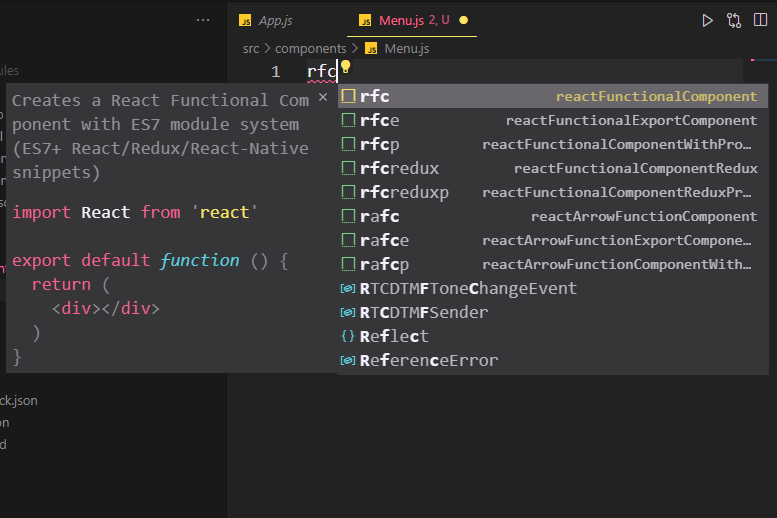 ...
JS App.js
JS Menu.js 2, U
src > components > JS Menu.js
ules
1 rfc
Creates a React Functional Com
ponent with ES7 module system
(ES7+ React/Redux/React-Native
snippets)
import React from 'react'
export default function () {
return (
<div></div>
)
}
rfc reactFunctionalComponent
rfce reactFunctionalExportComponent
rfcp reactFunctionalComponentWithPro...
rfcredux reactFunctionalComponentRedux
rfcreduxp reactFunctionalComponentReduxPr...
rafc reactArrowFunctionComponent
rafce reactArrowFunctionExportCompone...
rafcp reactArrowFunctionComponentWith...
RTCDTMFToneChangeEvent
RTCDTMFSender
{} Reflect
ReferenceError
ck.json
on
d